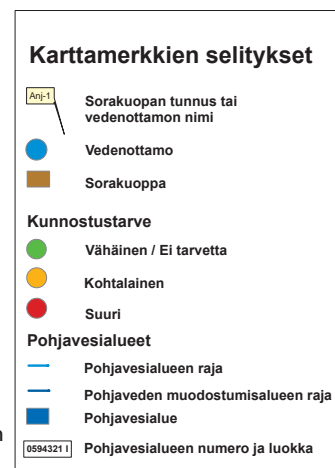 Karttamerkkien selitykset
Anj-1
Sorakuopan tunnus tai
vedenottamon nimi
Vedenottamo
Sorakuoppa
Kunnostustarve
Vähäinen / Ei tarvetta
Kohtalainen
Suuri
Pohjavesialueet
Pohjavesialueen raja
Pohjaveden muodostumisalueen raja
Pohjavesialue
n
0594321 I Pohjavesialueen numero ja luokka